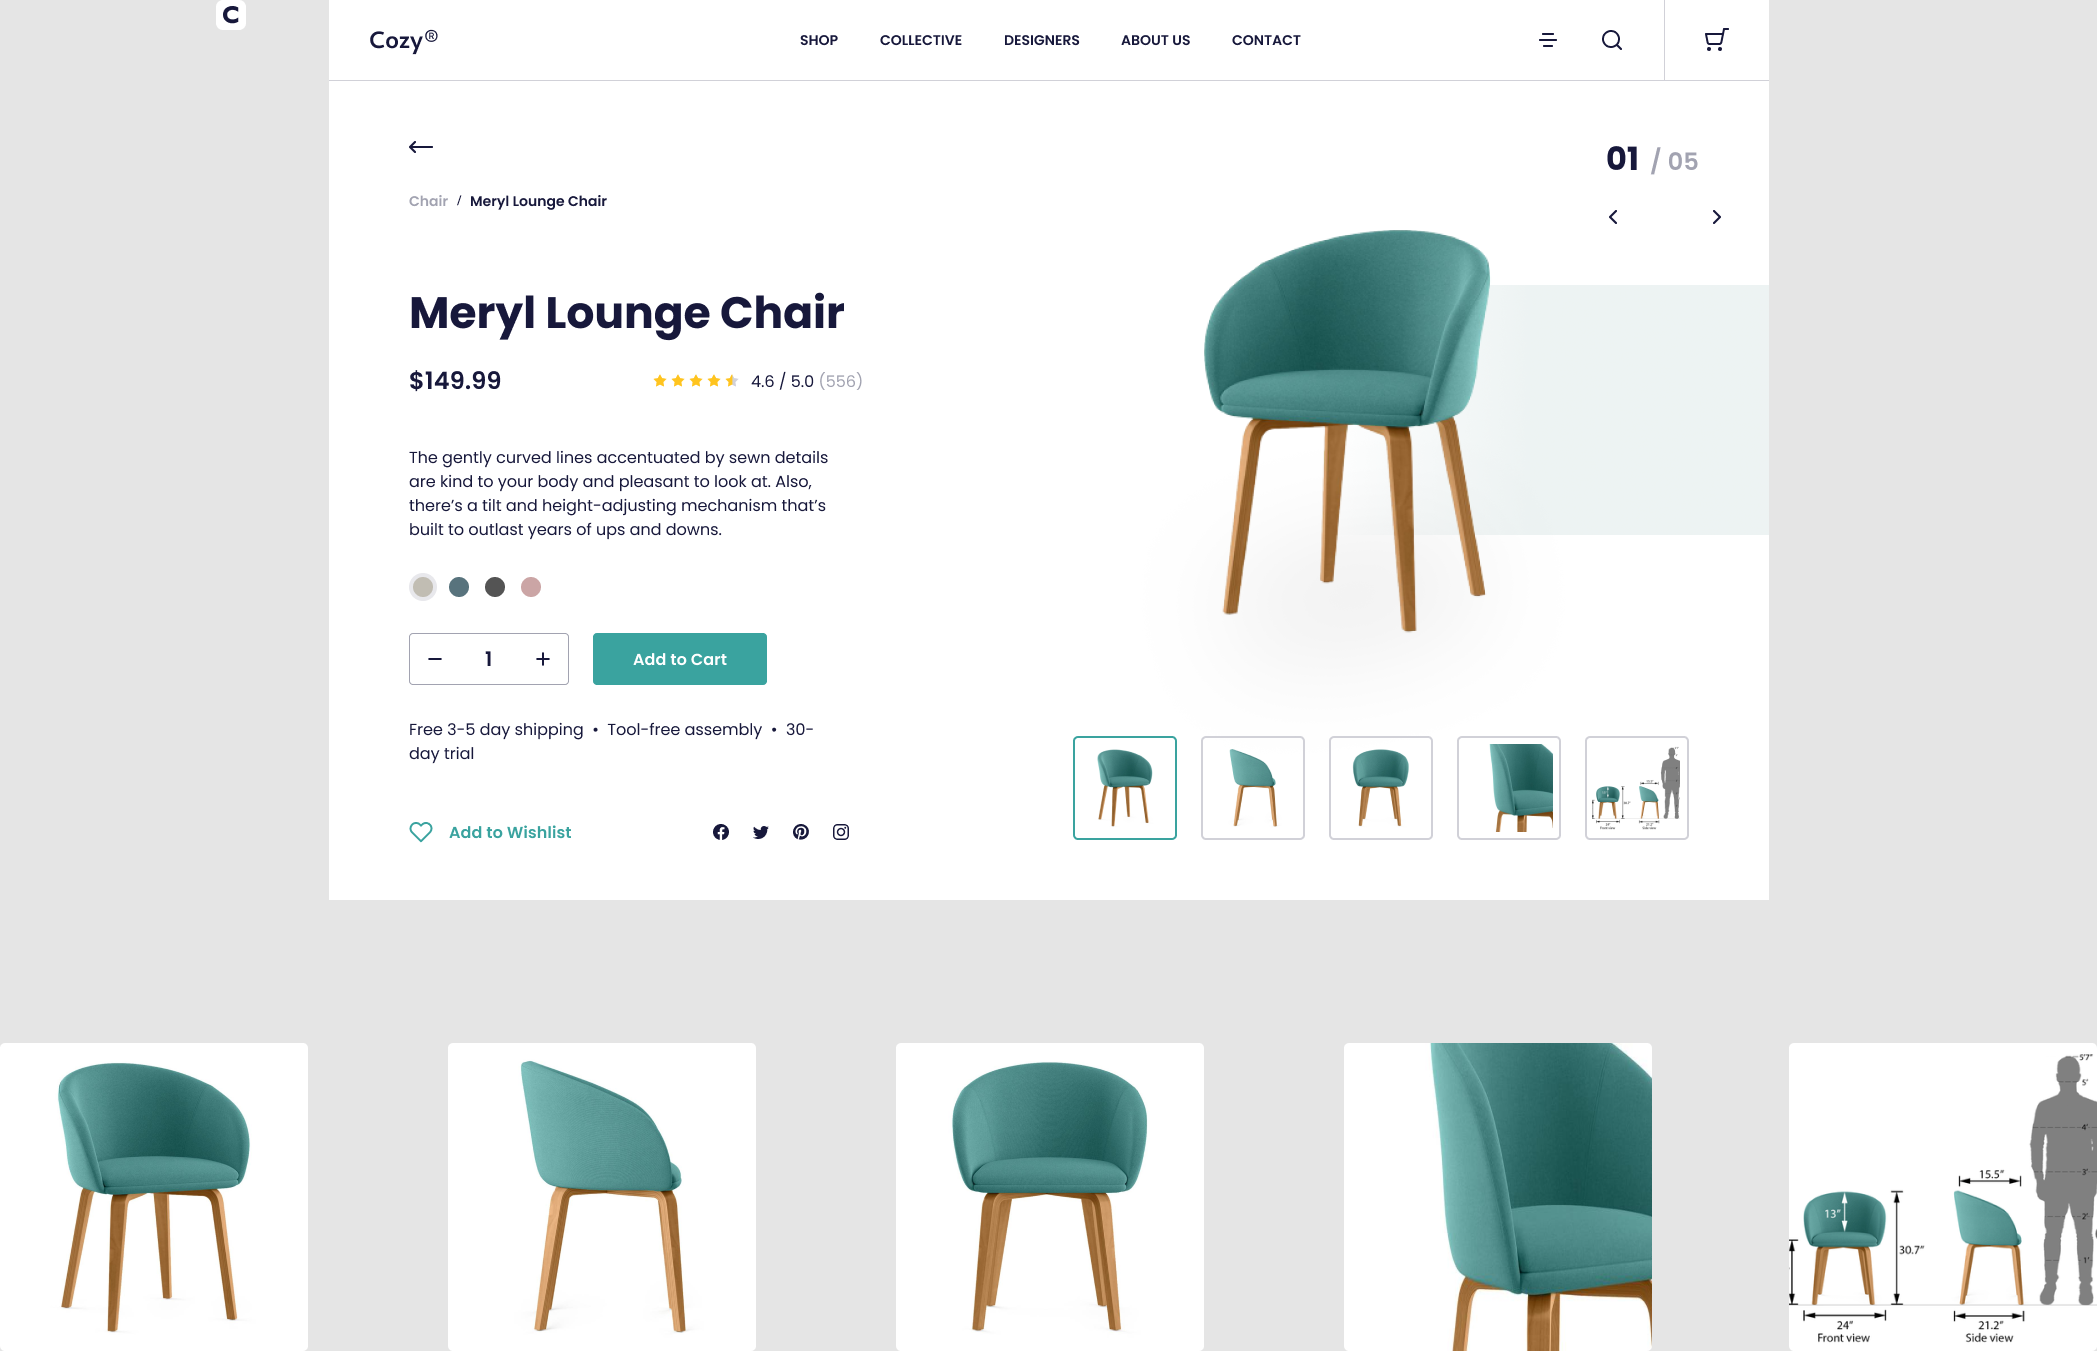 C
Cozy®
SHOP
COLLECTIVE
DESIGNERS
ABOUT US
CONTACT
01 / 05
Chair / Meryl Lounge Chair
Meryl Lounge Chair
$149.99
4.6 / 5.0 (556)
The gently curved lines accentuated by sewn details
are kind to your body and pleasant to look at. Also,
there’s a tilt and height-adjusting mechanism that’s
built to outlast years of ups and downs.
1
Add to Cart
Free 3-5 day shipping • Tool-free assembly • 30-
day trial
Add to Wishlist
5'7"
5'
4'
3'
15.5"
13"
2'
30.7"
1'
24"
Front view
21.2"
Side view